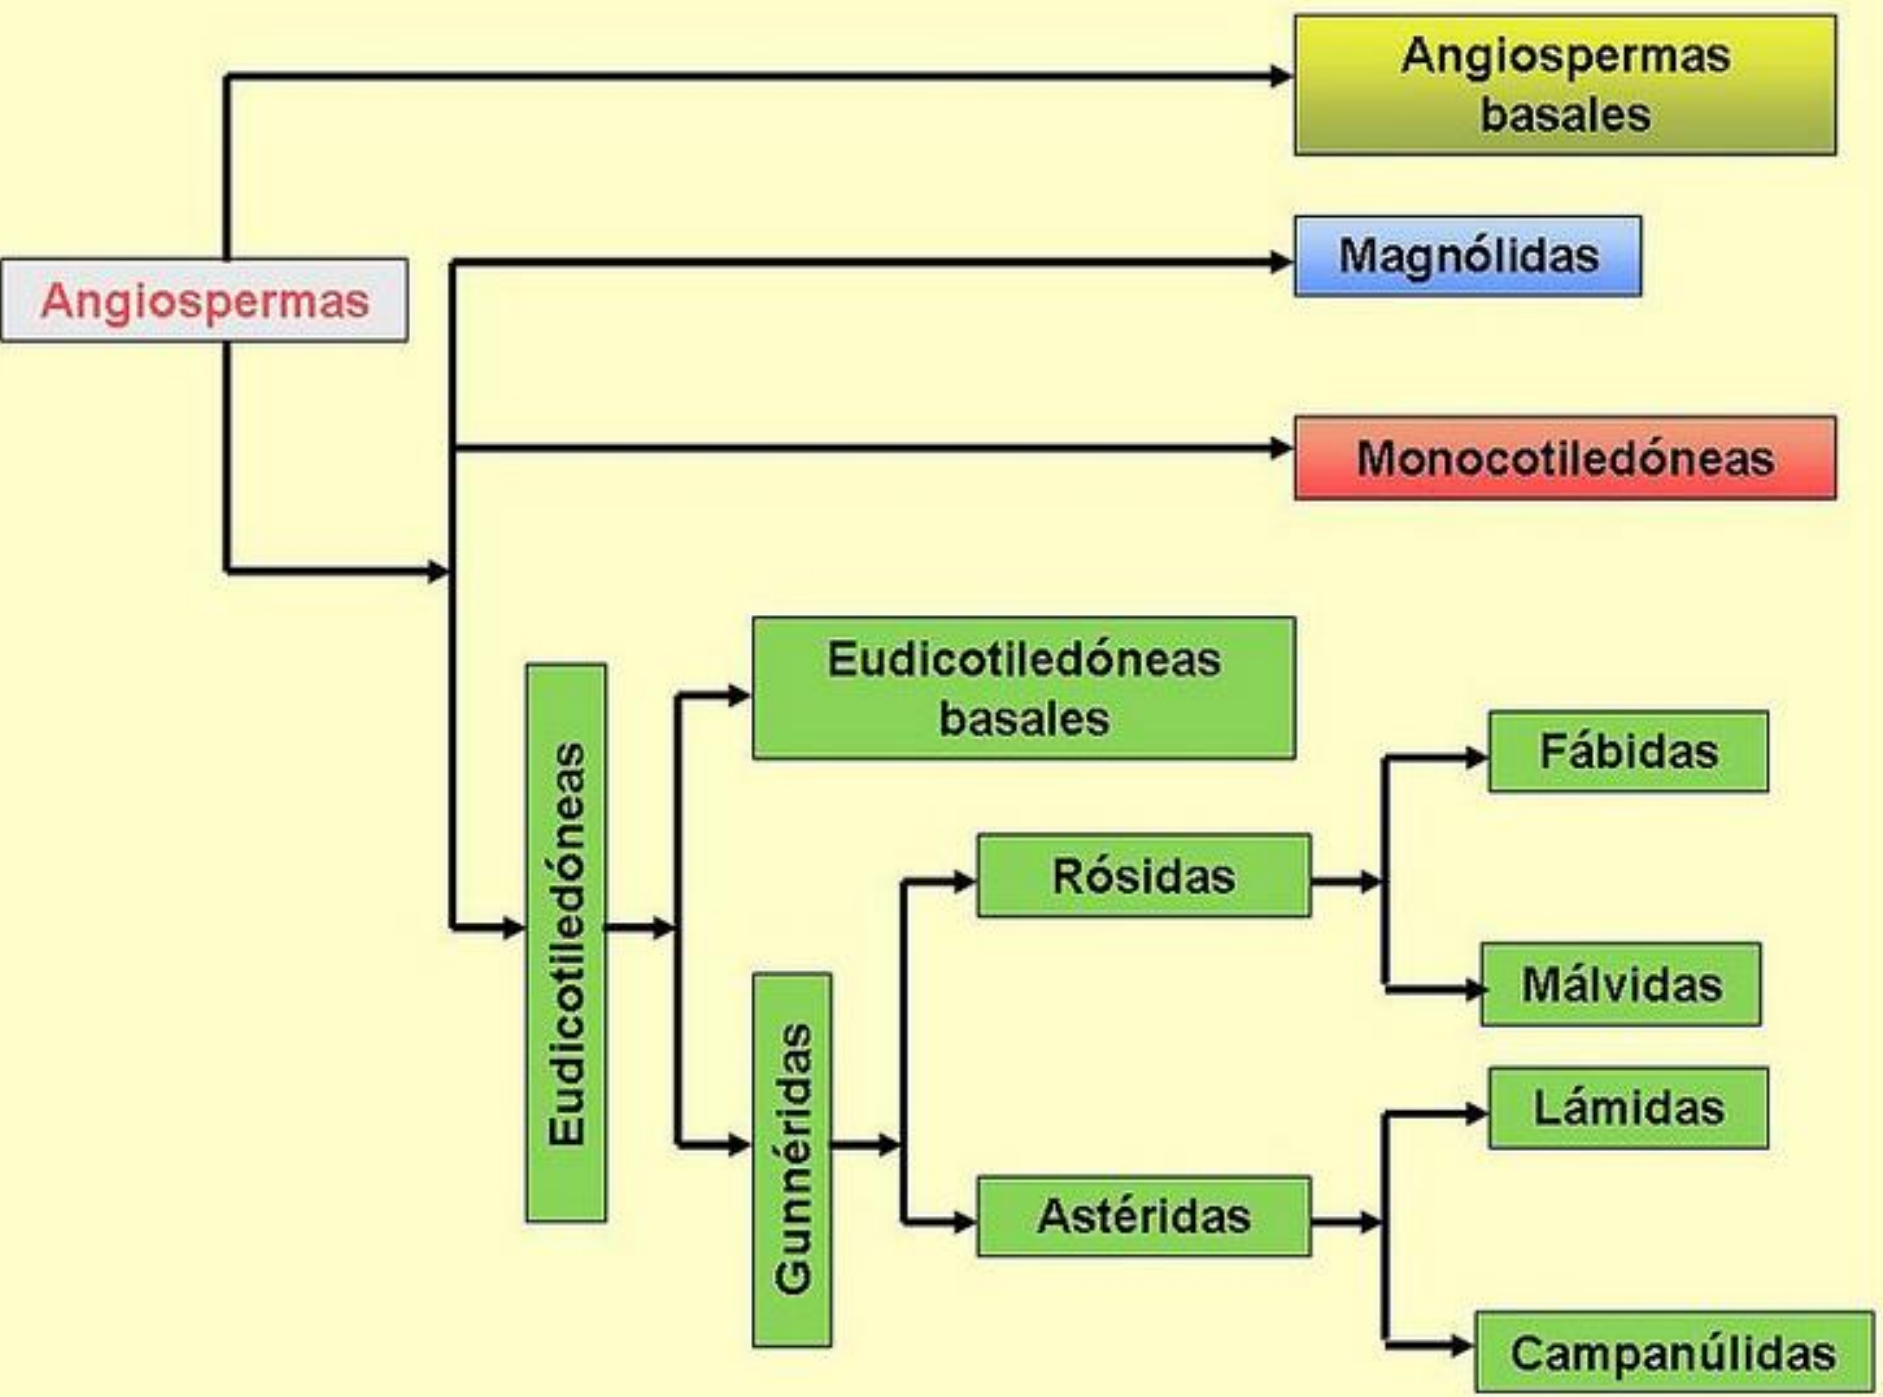 Angiospermas
basales
Magnólidas
Angiospermas
Monocotiledóneas
Eudicotiledóneas
basales
Eudicotiledóneas
Fábidas
Rósidas
Málvidas
Gunnéridas
Lámidas
Astéridas
Campanúlidas